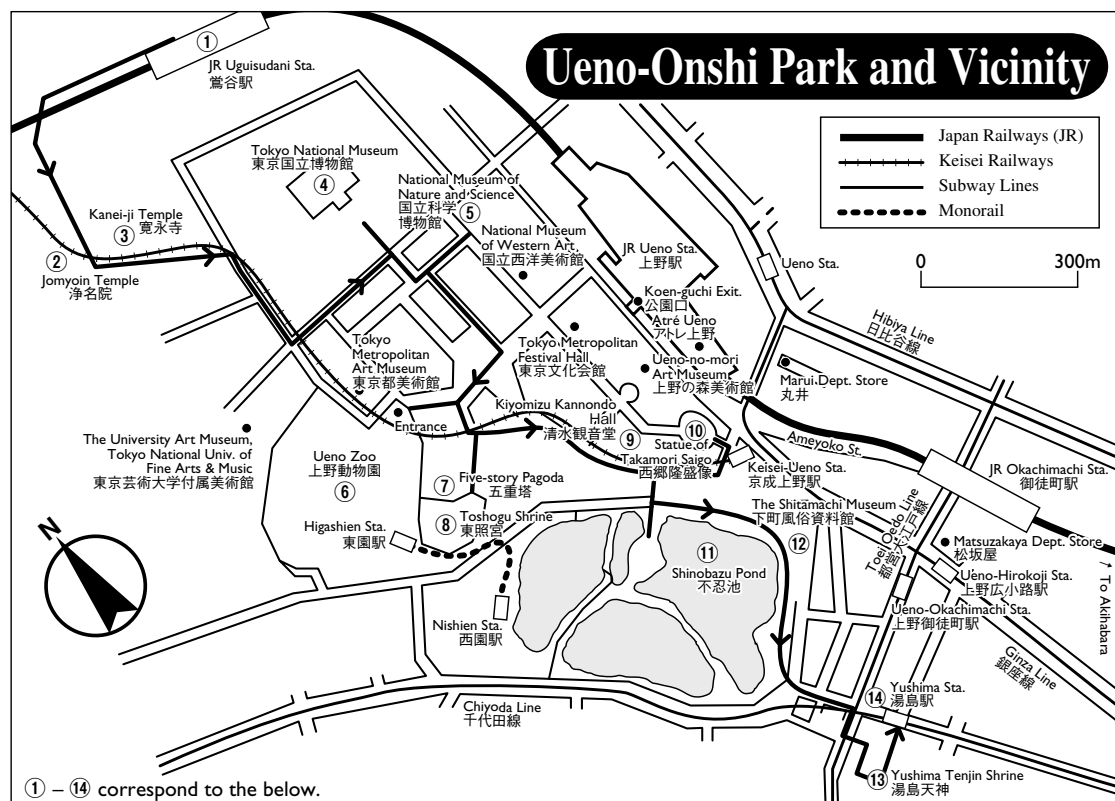 Ueno-Onshi Park and Vicinity
Japan Railways (JR)
Keisei Railways
Subway Lines
Monorail
0 300m
①
JR Uguisudani Sta.
鶯谷駅
Tokyo National Museum
東京国立博物館
④
National Museum of
Nature and Science
国立科学
博物館
⑤
Kanei-ji Temple
寛永寺
③
②
Jomyoin Temple
浄名院
National Museum
of Western Art,
国立西洋美術館
JR Ueno Sta.
上野駅
Ueno Sta.
Koen-guchi Exit.
公園口
Atré Ueno
アトレ上野
Hibiya Line
日比谷線
Tokyo
Metropolitan
Art Museum
東京都美術館
Tokyo Metropolitan
Festival Hall
東京文化会館
Ueno-no-mori
Art Museum
上野の森美術館
Marui Dept. Store
丸井
Entrance
Kiyomizu Kannondo
Hall
清水観音堂
⑨
⑩
Statue of
Takamori Saigo
西郷隆盛像
Ameyoko St.
Keisei-Ueno Sta.
京成上野駅
JR Okachimachi Sta.
御徒町駅
The University Art Museum,
Tokyo National Univ. of
Fine Arts & Music
東京芸術大学付属美術館
Ueno Zoo
上野動物園
⑥
⑦
Five-story Pagoda
五重塔
⑧
Toshogu Shrine
東照宮
Higashien Sta.
東園駅
The Shitamachi Museum
下町風俗資料館
⑫
Toei Oedo Line
都営大江戸線
Matsuzakaya Dept. Store
松坂屋
⑪
Shinobazu Pond
不忍池
Ueno-Hirokoji Sta.
上野広小路駅
→ To Akihabara
Ueno-Okachimachi Sta.
上野御徒町駅
N
Nishien Sta.
西園駅
Ginza Line
銀座線
Chiyoda Line
千代田線
⑭
Yushima Sta.
湯島駅
⑬
Yushima Tenjin Shrine
湯島天神
① – ⑭ correspond to the below.